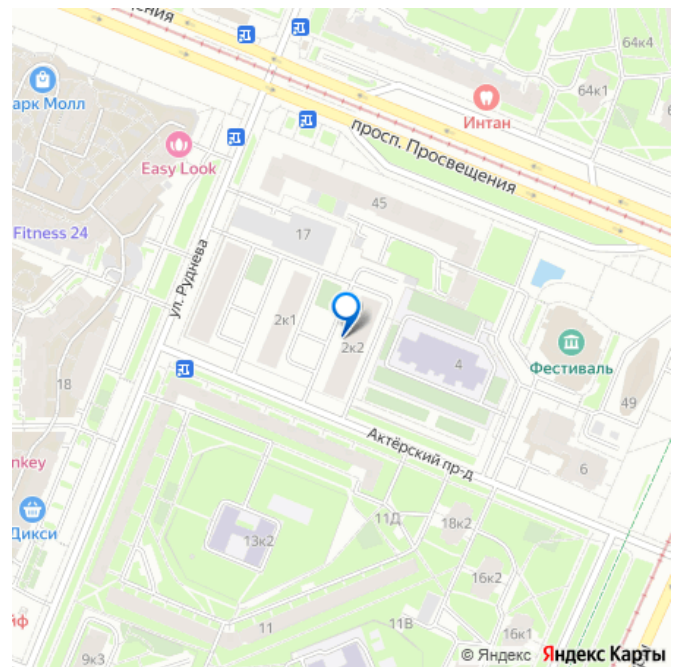 64к4
64к1
Интан
арк Молл
Easy Look
просп. Просвещения
45
Fitness 24
17
ул. Руднева
2к1
2к2
4
Фестиваль
49
18
Актёрский пр-д
6
nkey
Дикси
11Д
18к2
13к2
16к2
11
11В
16к1
9к3
© Яндекс Яндекс Карты